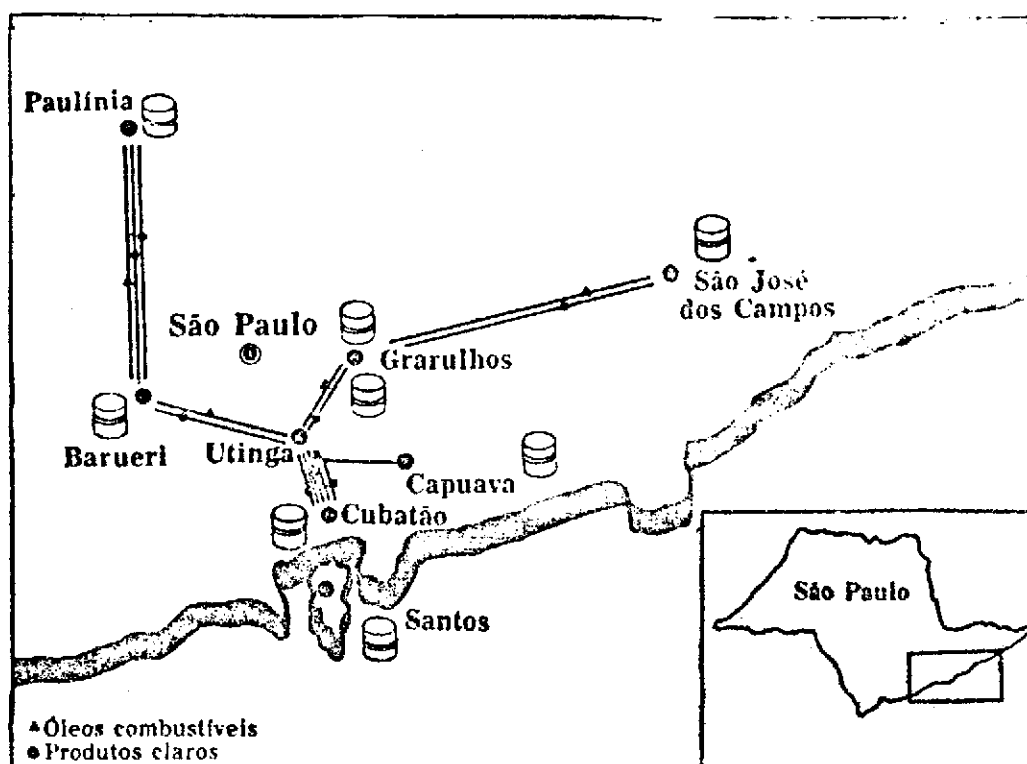 Paulínia
São José
dos Campos
São Paulo
Grarulhos
Barueri
Utinga
Capuava
Cubatão
Santos
São Paulo
Óleos combustíveis
Produtos claros